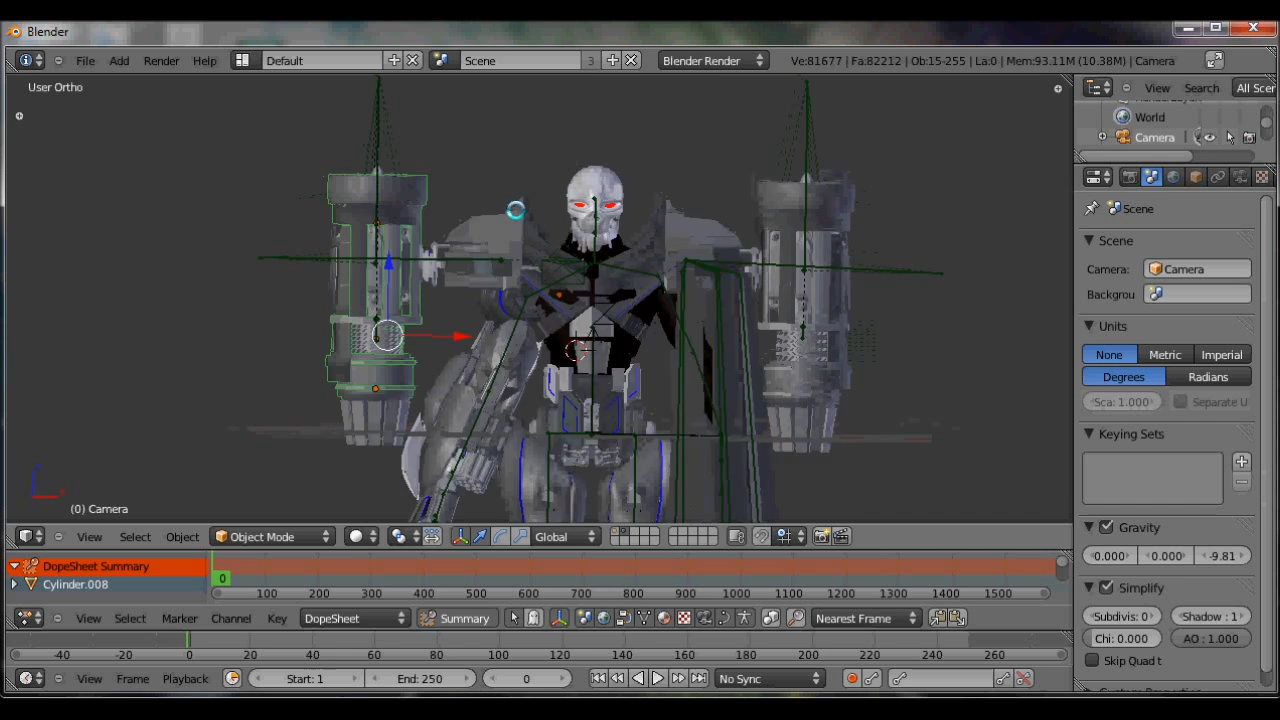 Blender
File Add Render Help Default Scene 3 Blender Render Ve:81677 | Fa:82212 | Ob:15-255 | La:0 | Mem:93.11M (10.38M) | Camera
User Ortho
View Search All Scer
World
Camera
Scene
Scene
Camera: Camera
Backgrou
Units
None Metric Imperial
Degrees Radians
Sca: 1.000 Separate U
Keying Sets
Gravity
0.000 0.000 -9.81
Simplify
Subdivis: 0 Shadow : 1
Chi: 0.000 AO : 1.000
Skip Quad t
(0) Camera
View Select Object Object Mode Global
DopeSheet Summary
Cylinder.008
0
100 200 300 400 500 600 700 800 900 1000 1100 1200 1300 1400 1500
View Select Marker Channel Key DopeSheet Summary Nearest Frame
-40 -20 0 20 40 60 80 100 120 140 160 180 200 220 240 260
View Frame Playback Start: 1 End: 250 0 No Sync